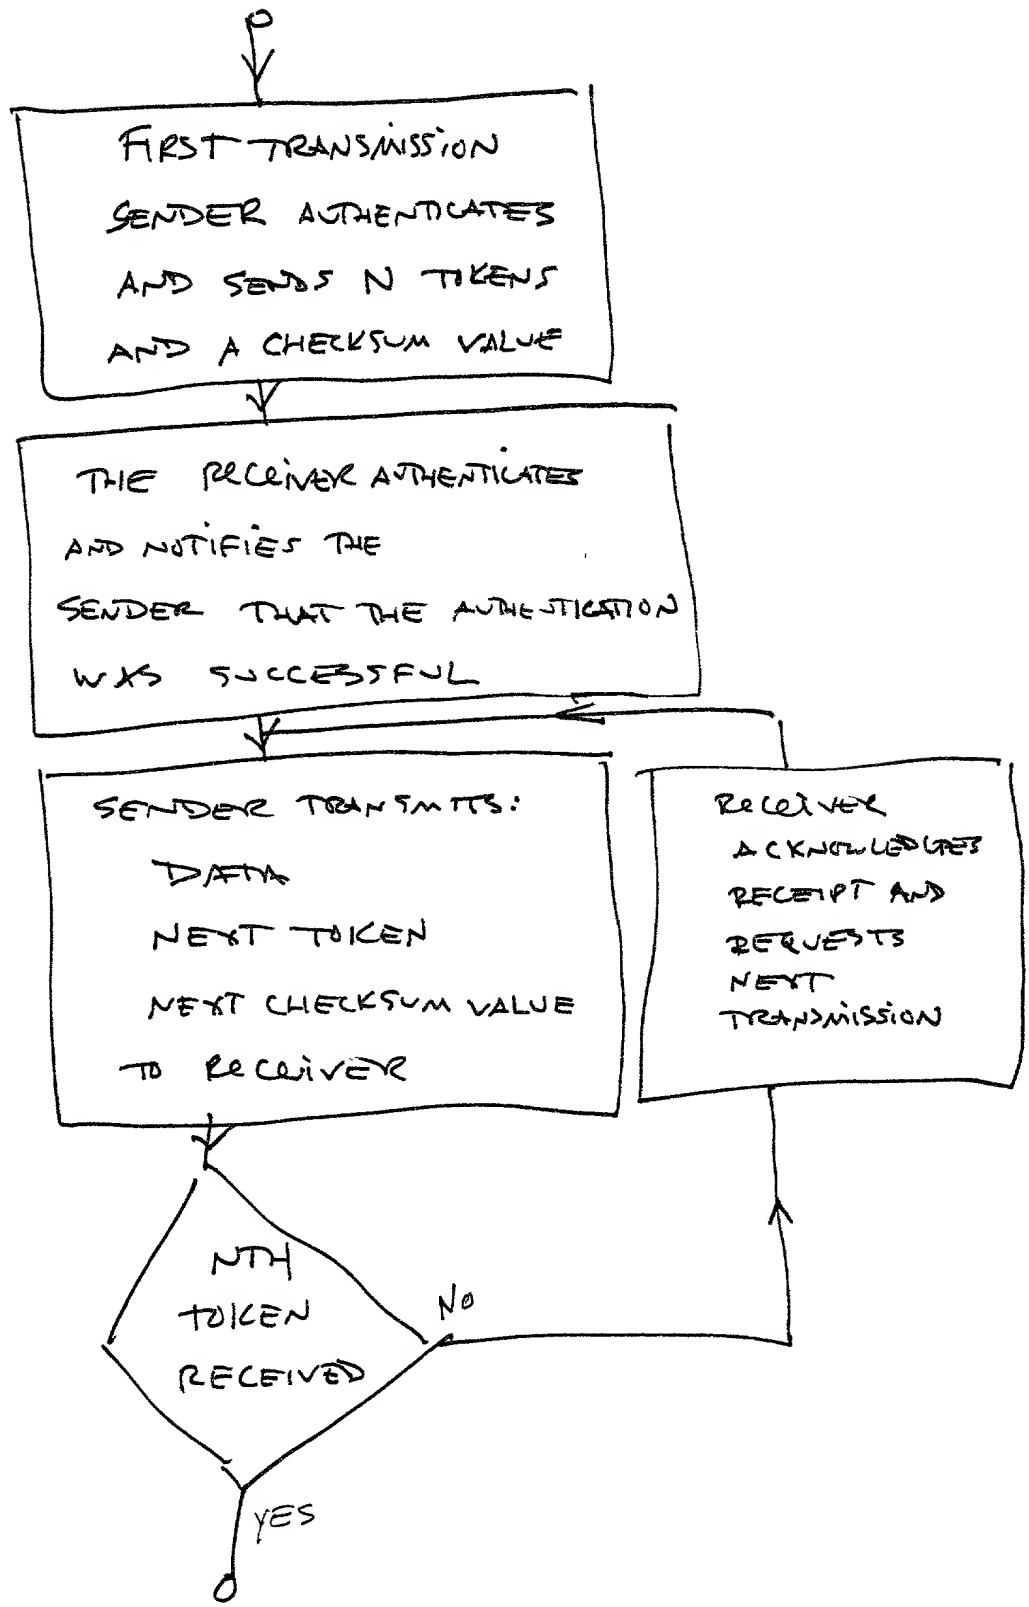 FIRST TRANSMISSION
SENDER AUTHENTICATES
AND SENDS N TOKENS
AND A CHECKSUM VALUE
THE RECEIVER AUTHENTICATES
AND NOTIFIES THE
SENDER THAT THE AUTHENTICATION
WAS SUCCESSFUL
SENDER TRANSMITS:
DATA
NEXT TOKEN
NEXT CHECKSUM VALUE
TO RECEIVER
RECEIVER
ACKNOWLEDGES
RECEIPT AND
REQUESTS
NEXT
TRANSMISSION
NTH
TOKEN
RECEIVED
NO
YES